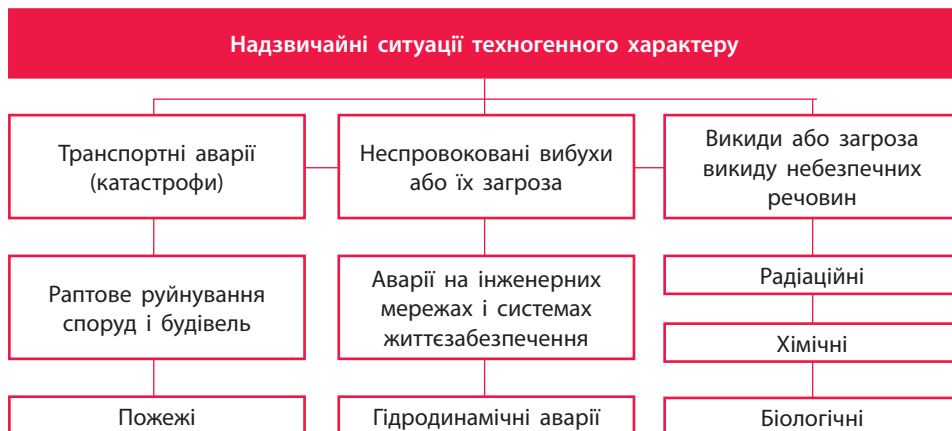 Надзвичайні ситуації техногенного характеру
Транспортні аварії
(катастрофи)
Неспровоковані вибухи
або їх загроза
Викиди або загроза
викиду небезпечних
речовин
Раптове руйнування
споруд і будівель
Аварії на інженерних
мережах і системах
життєзабезпечення
Радіаційні
Хімічні
Пожежі
Гідродинамічні аварії
Біологічні